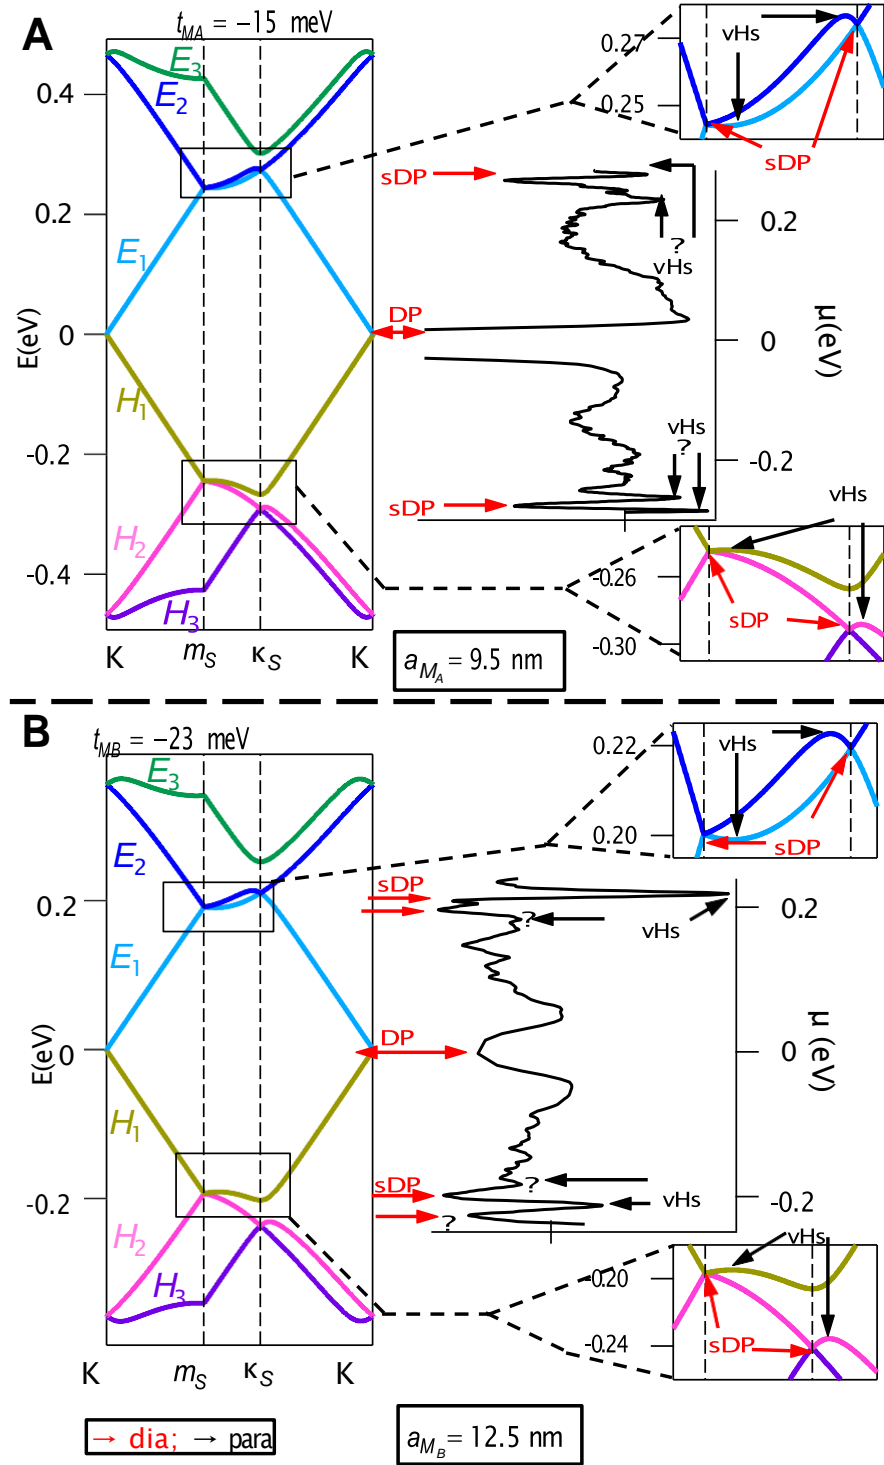 A
t_MA = −15 meV
E3
E2
E1
H1
H2
H3
0.4
0.2
0
-0.2
-0.4
E(eV)
K
m_S
κ_S
K
sDP
DP
sDP
?
vHs
vHs
?
0.2
0
-0.2
μ(eV)
0.27
0.25
vHs
sDP
vHs
-0.26
-0.30
sDP
a_MA = 9.5 nm
B
t_MB = −23 meV
E3
E2
E1
H1
H2
H3
0.2
0
-0.2
E(eV)
K
m_S
κ_S
K
sDP
?
vHs
DP
sDP
?
vHs
?
0.2
0
-0.2
μ (eV)
0.22
0.20
vHs
sDP
vHs
-0.20
-0.24
sDP
→ dia; → para
a_MB = 12.5 nm